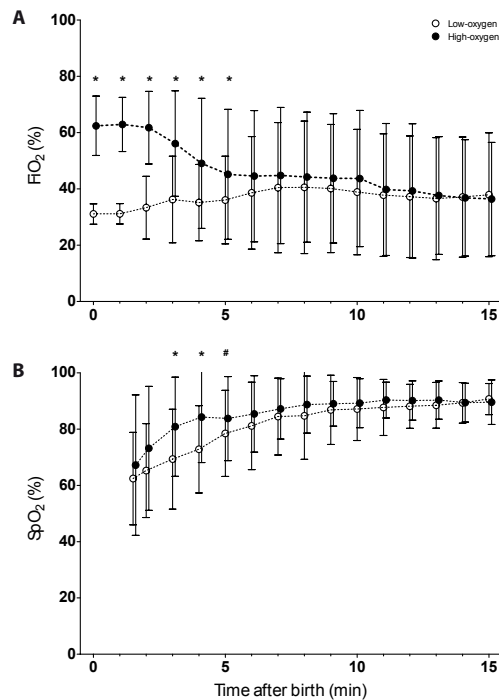 A
100
Low-oxygen
High-oxygen
80
* * * * * *
60
FiO2 (%)
40
20
0
0 5 10 15
B
* * #
100
80
60
SpO2 (%)
40
20
0
0 5 10 15
Time after birth (min)